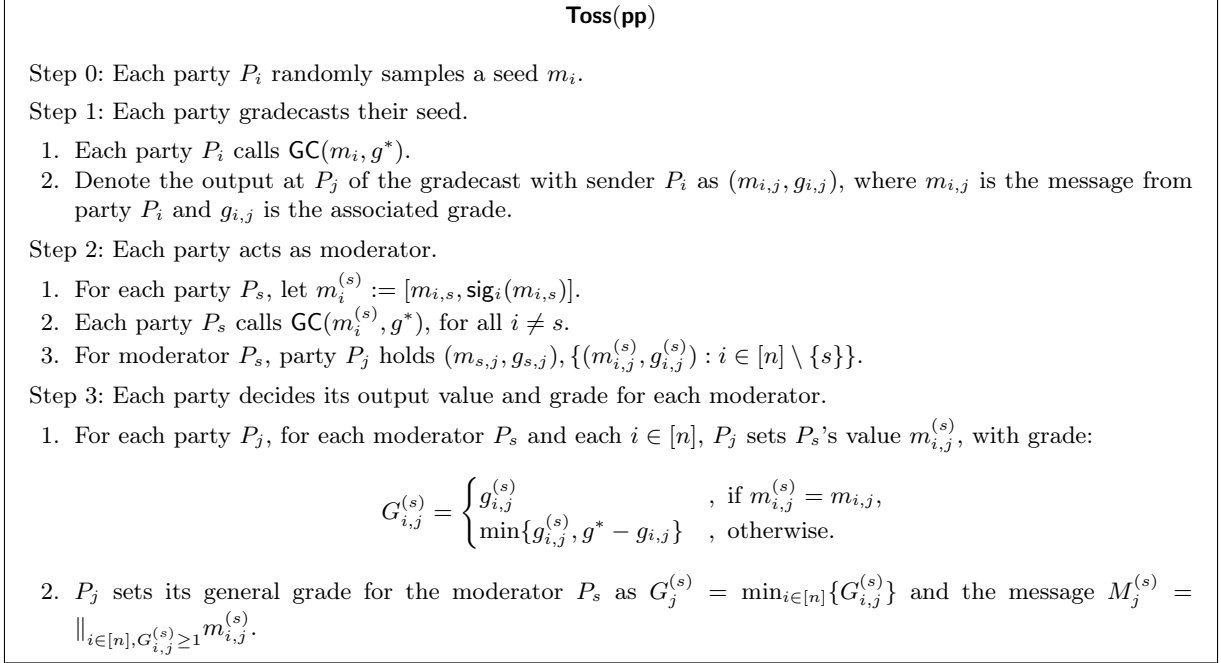 Toss(pp)
Step 0: Each party P_i randomly samples a seed m_i.
Step 1: Each party gradecasts their seed.
1. Each party P_i calls GC(m_i, g^*).
2. Denote the output at P_j of the gradecast with sender P_i as (m_{i,j}, g_{i,j}), where m_{i,j} is the message from
party P_i and g_{i,j} is the associated grade.
Step 2: Each party acts as moderator.
1. For each party P_s, let m_i^{(s)} := [m_{i,s}, sig_i(m_{i,s})].
2. Each party P_s calls GC(m_i^{(s)}, g^*), for all i ≠ s.
3. For moderator P_s, party P_j holds (m_{s,j}, g_{s,j}), {(m_{i,j}^{(s)}, g_{i,j}^{(s)}) : i ∈ [n] \ {s}}.
Step 3: Each party decides its output value and grade for each moderator.
1. For each party P_j, for each moderator P_s and each i ∈ [n], P_j sets P_s's value m_{i,j}^{(s)}, with grade:
G_{i,j}^{(s)} = { g_{i,j}^{(s)} , if m_{i,j}^{(s)} = m_{i,j},
min{g_{i,j}^{(s)}, g^* − g_{i,j}} , otherwise.
2. P_j sets its general grade for the moderator P_s as G_j^{(s)} = min_{i∈[n]}{G_{i,j}^{(s)}} and the message M_j^{(s)} =
∥_{i∈[n],G_{i,j}^{(s)}≥1} m_{i,j}^{(s)}.